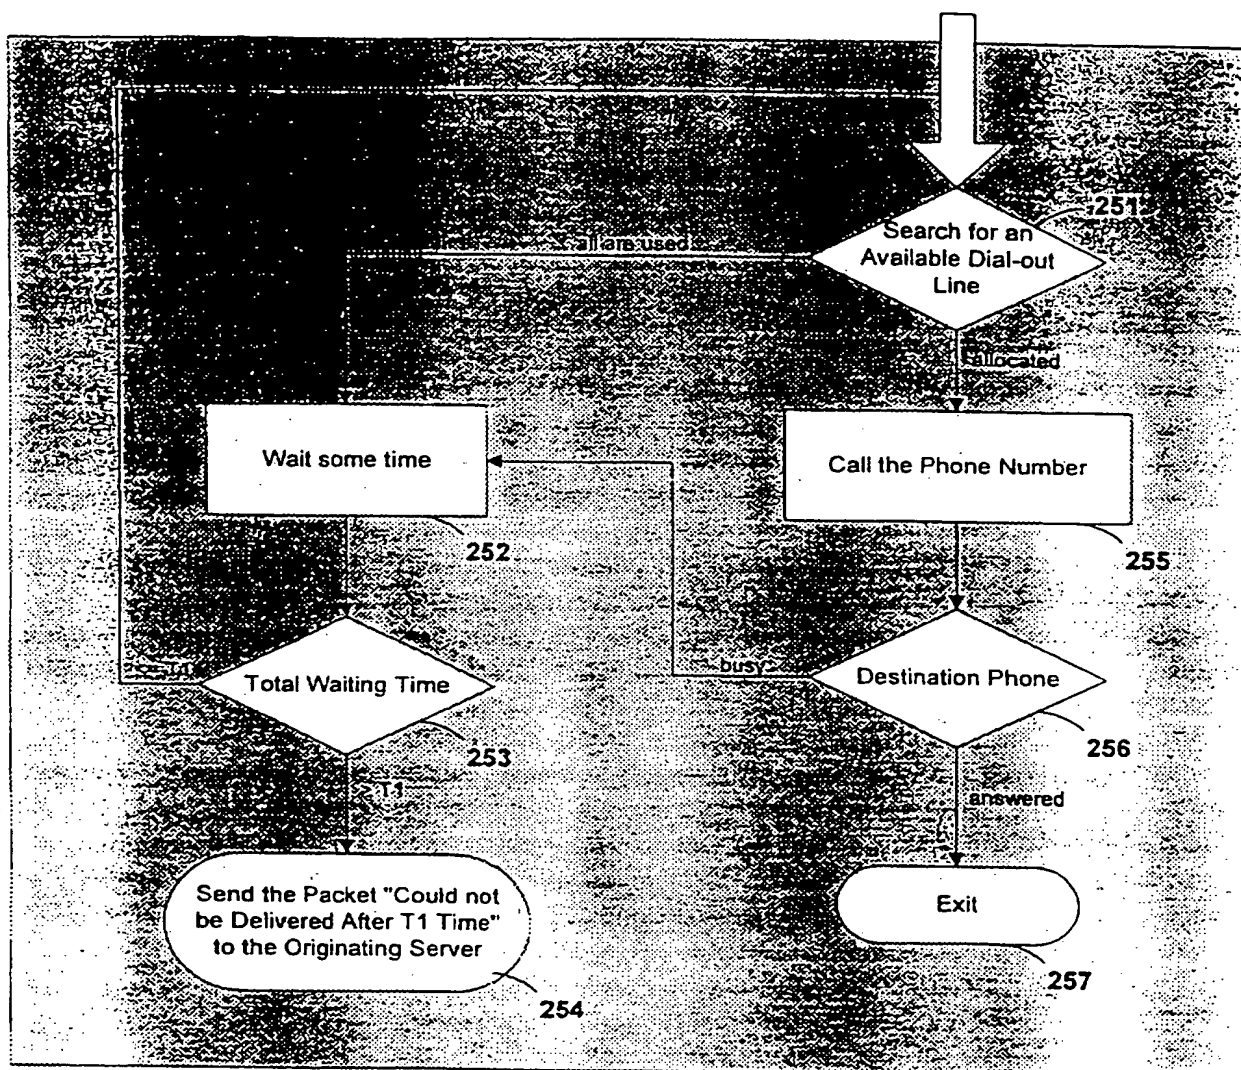 251
Search for an
Available Dial-out
Line
all are used
allocated
Wait some time
252
Call the Phone Number
255
Total Waiting Time
253
busy
Destination Phone
256
> T1
answered
Send the Packet "Could not
be Delivered After T1 Time"
to the Originating Server
254
Exit
257